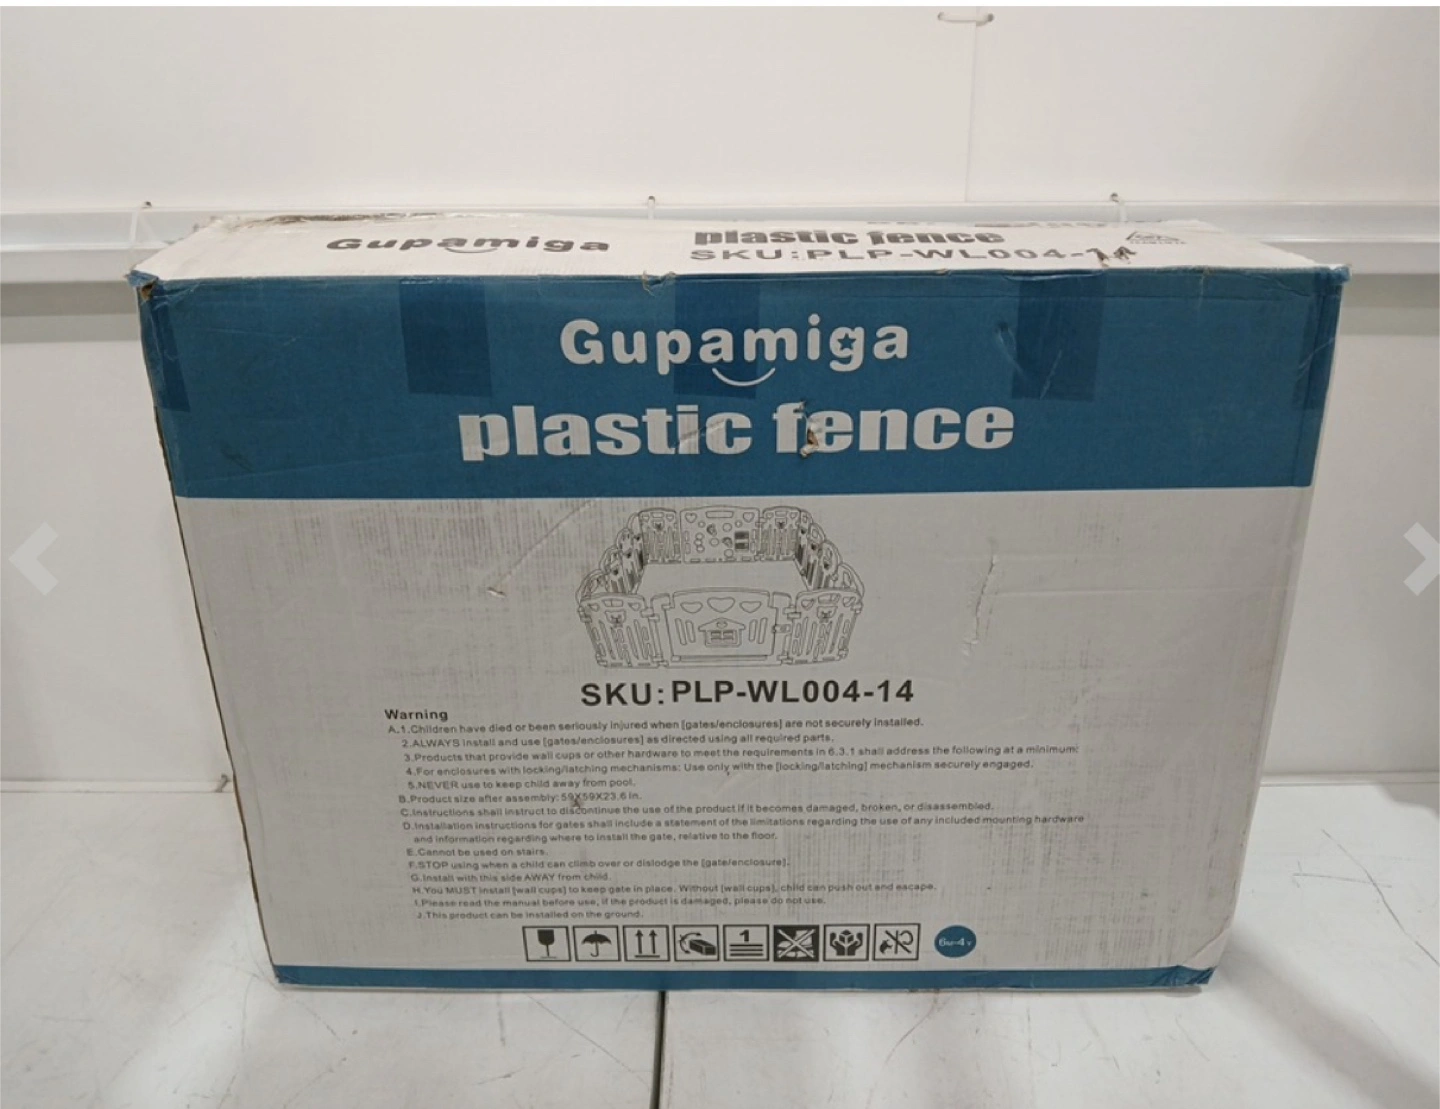 Gupamiga
plastic fence
SKU:PLP-WL004-14
Gupamiga
plastic fence
SKU:PLP-WL004-14
Warning
A.1.Children have died or been seriously injured when [gates/enclosures] are not securely installed.
2.ALWAYS install and use [gates/enclosures] as directed using all required parts.
3.Products that provide wall cups or other hardware to meet the requirements in 6.3.1 shall address the following at a minimum:
4.For enclosures with locking/latching mechanisms: Use only with the [locking/latching] mechanism securely engaged.
5.NEVER use to keep child away from pool.
B.Product size after assembly: 59X59X23.6 in.
C.Instructions shall instruct to discontinue the use of the product if it becomes damaged, broken, or disassembled.
D.Installation instructions for gates shall include a statement of the limitations regarding the use of any included mounting hardware
and information regarding where to install the gate, relative to the floor.
E.Cannot be used on stairs.
F.STOP using when a child can climb over or dislodge the [gate/enclosure].
G.Install with this side AWAY from child.
H.You MUST install [wall cups] to keep gate in place. Without [wall cups], child can push out and escape.
I.Please read the manual before use, if the product is damaged, please do not use.
J.This product can be installed on the ground.
1